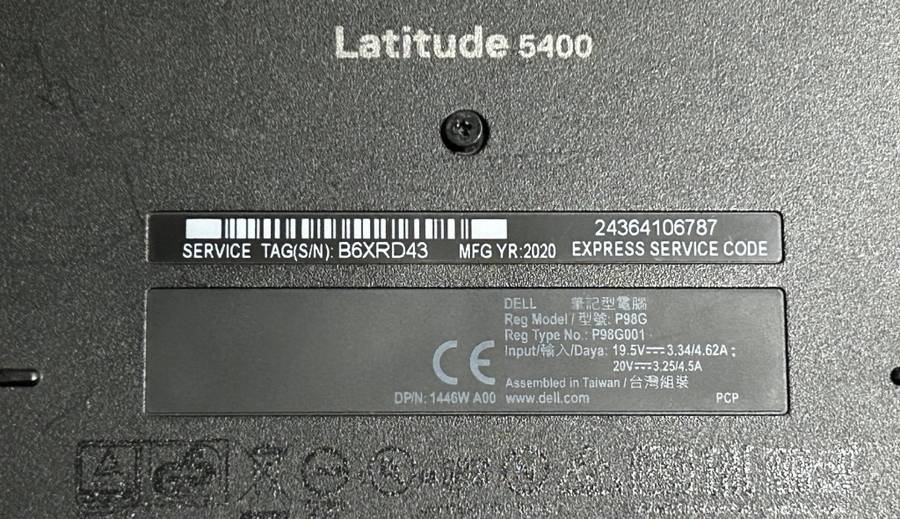 Latitude 5400
24364106787
SERVICE TAG(S/N): B6XRD43 MFG YR:2020 EXPRESS SERVICE CODE
DELL 筆記型電腦
Reg Model / 型號: P98G
Reg Type No.: P98G001
Input/輸入/Daya: 19.5V⎓3.34/4.62A ;
20V⎓3.25/4.5A
Assembled in Taiwan / 台灣組裝
DP/N: 1446W A00 www.dell.com PCP
CE